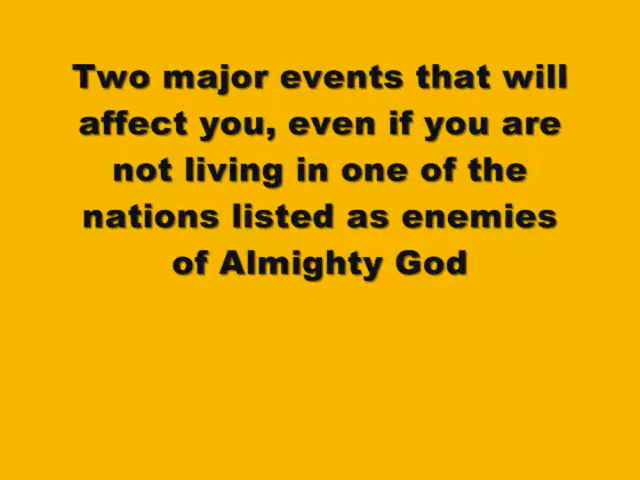 Two major events that will
affect you, even if you are
not living in one of the
nations listed as enemies
of Almighty God